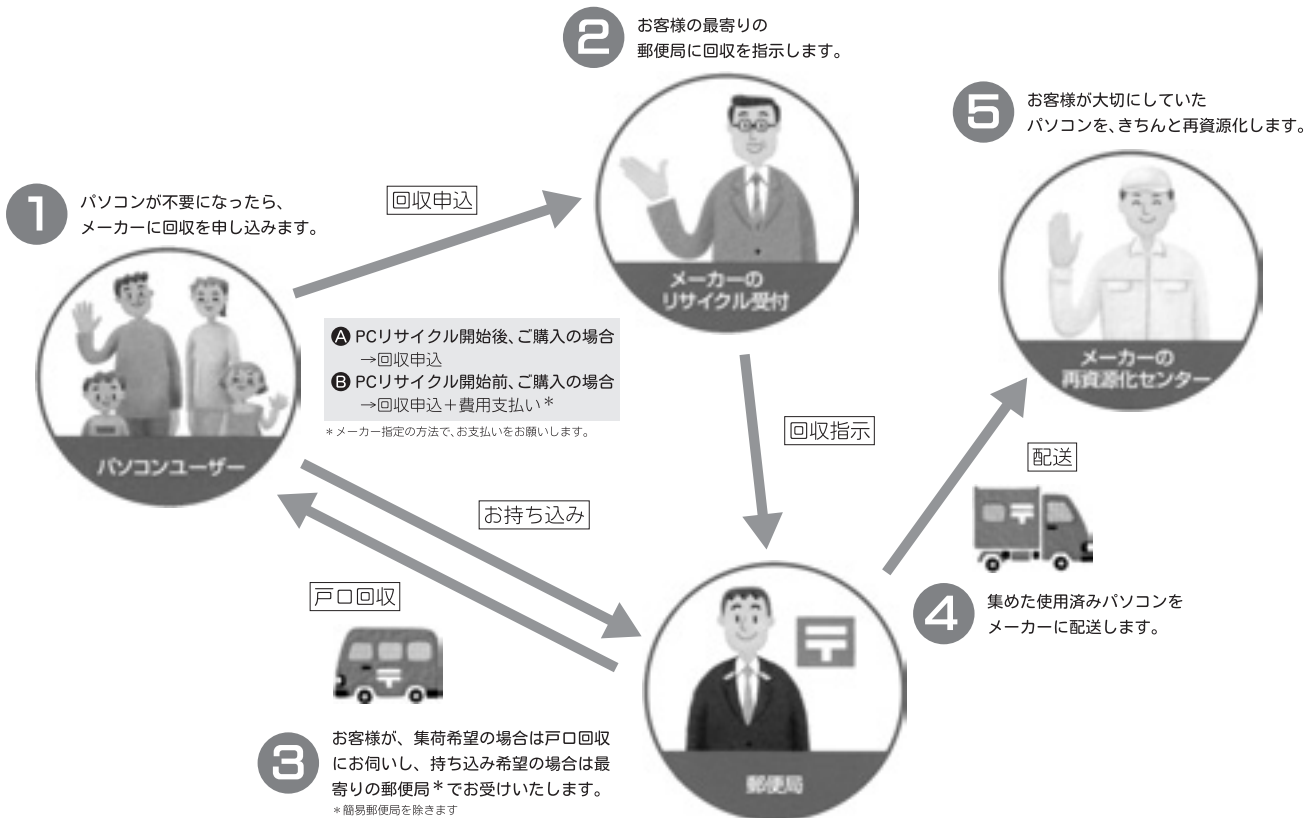 1
パソコンが不要になったら、
メーカーに回収を申し込みます。
パソコンユーザー
回収申込
A PCリサイクル開始後、ご購入の場合
→回収申込
B PCリサイクル開始前、ご購入の場合
→回収申込＋費用支払い＊
＊メーカー指定の方法で、お支払いをお願いします。
2
お客様の最寄りの
郵便局に回収を指示します。
メーカーの
リサイクル受付
回収指示
お持ち込み
戸口回収
3
お客様が、集荷希望の場合は戸口回収
にお伺いし、持ち込み希望の場合は最
寄りの郵便局＊でお受けいたします。
＊簡易郵便局を除きます
郵便局
配送
4
集めた使用済みパソコンを
メーカーに配送します。
5
お客様が大切にしていた
パソコンを、きちんと再資源化します。
メーカーの
再資源化センター